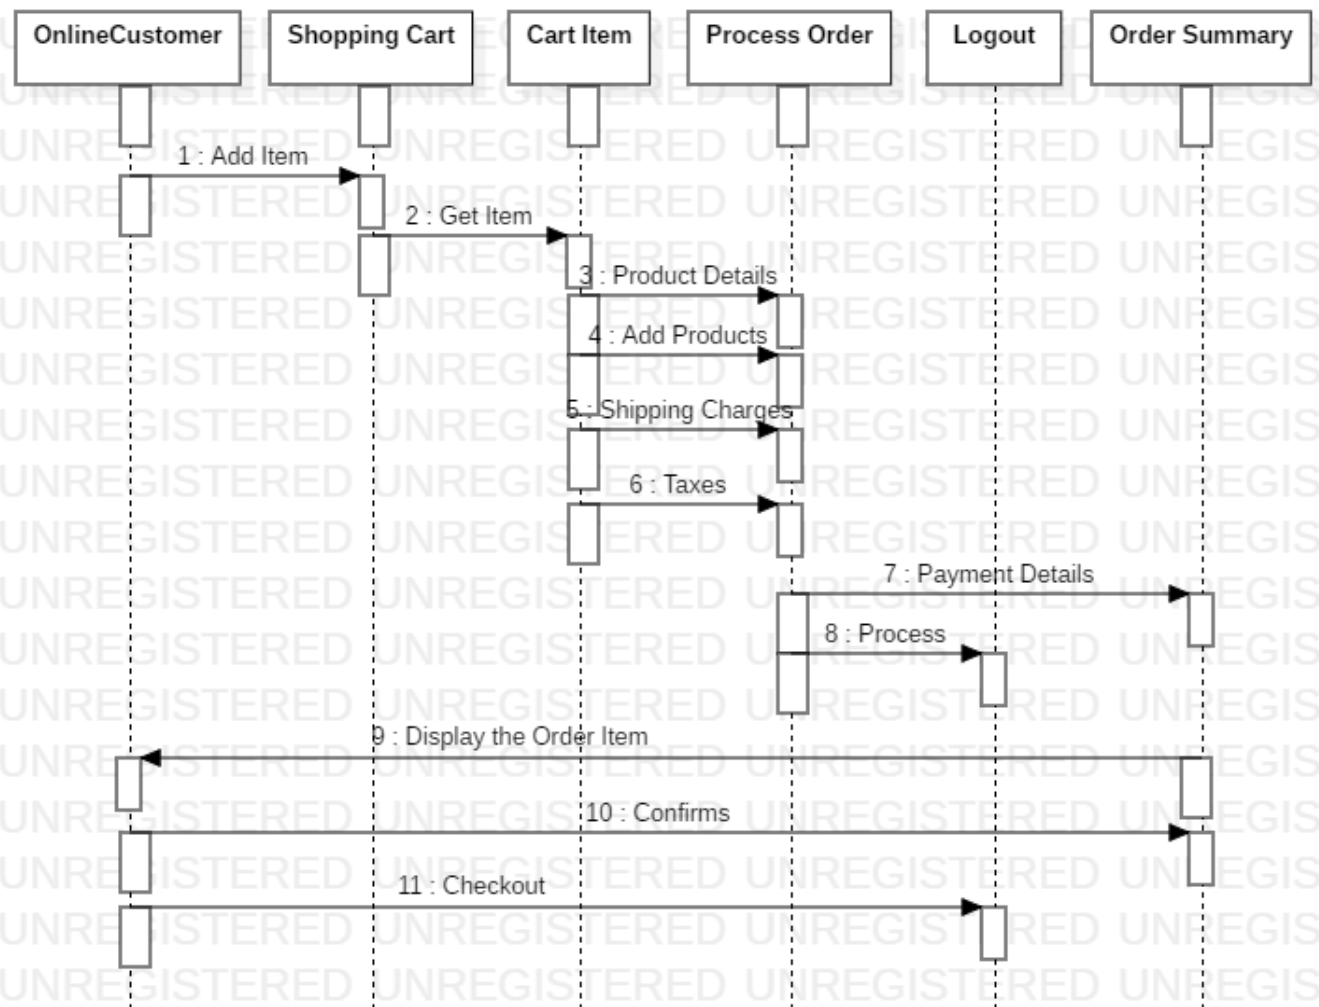 OnlineCustomer
Shopping Cart
Cart Item
Process Order
Logout
Order Summary
1 : Add Item
2 : Get Item
3 : Product Details
4 : Add Products
5 : Shipping Charges
6 : Taxes
7 : Payment Details
8 : Process
9 : Display the Order Item
10 : Confirms
11 : Checkout
UNREGISTERED